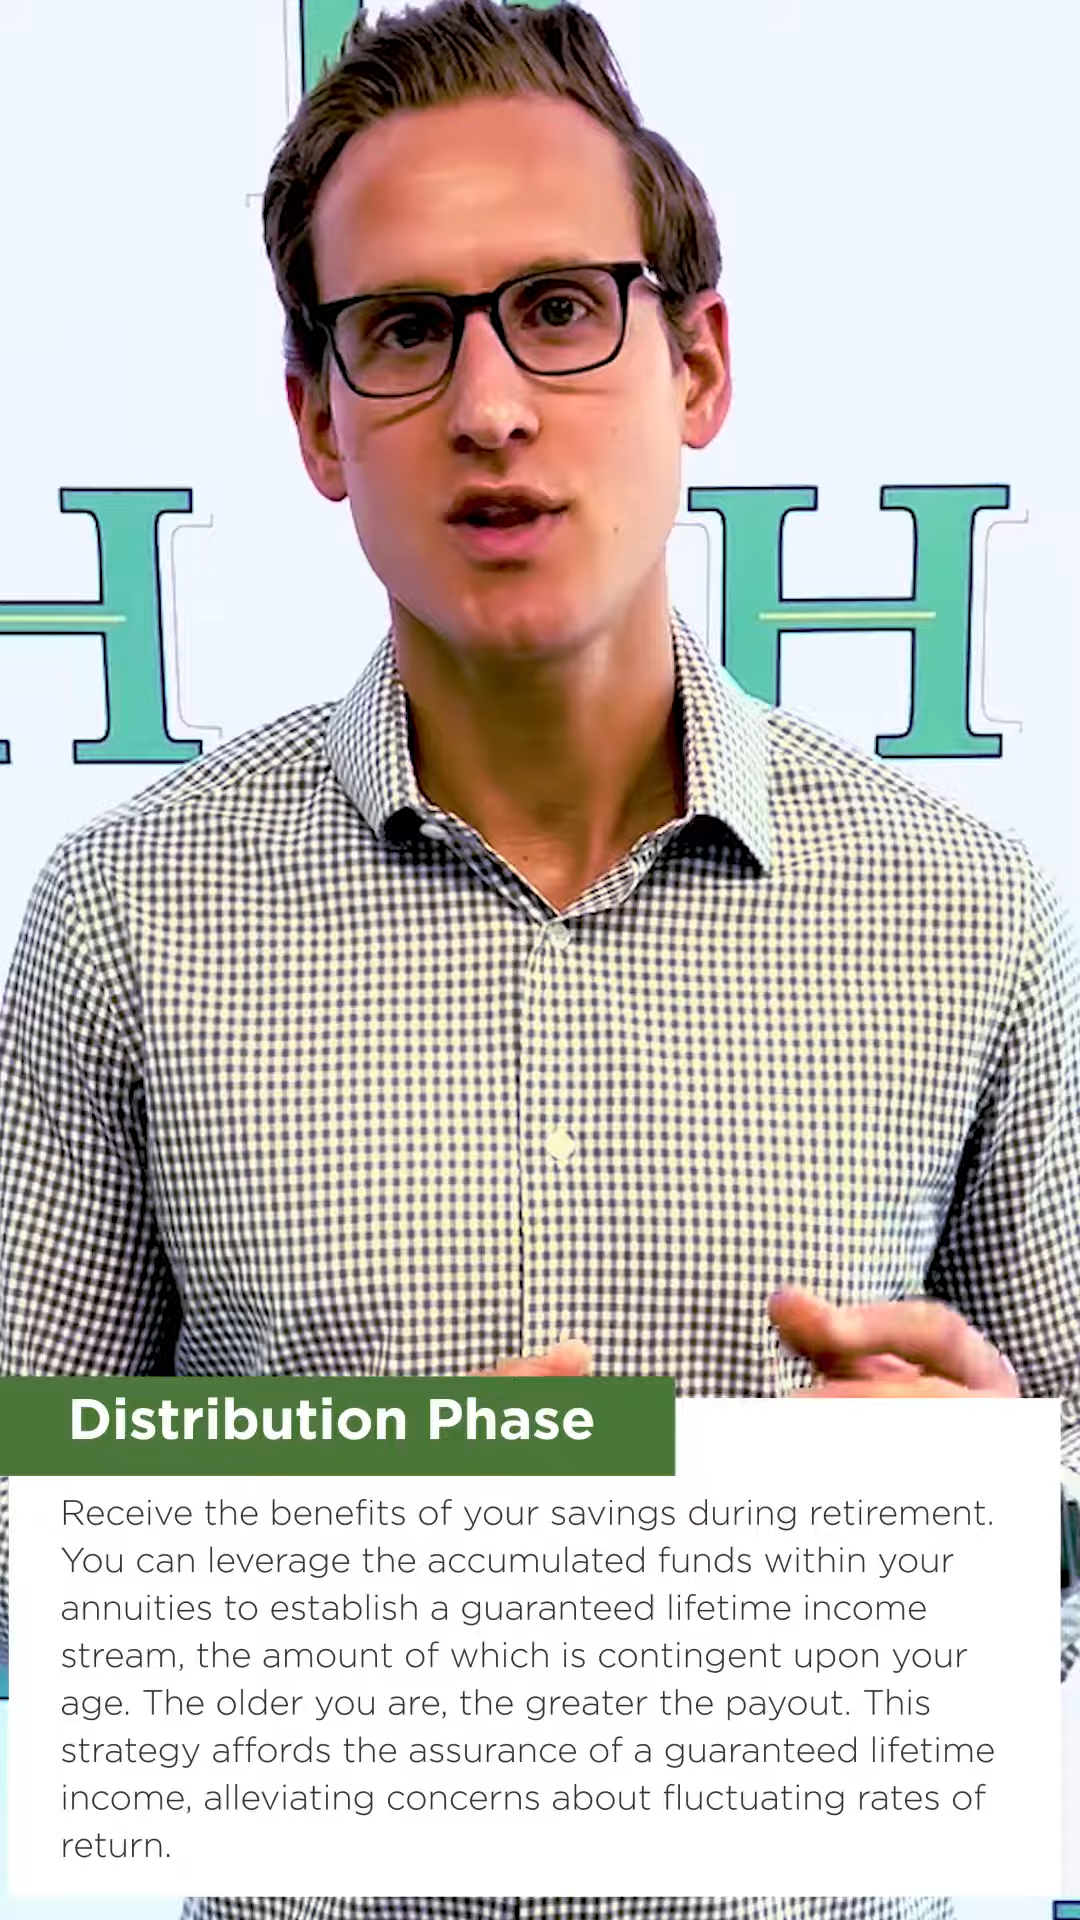 H H H
Distribution Phase
Receive the benefits of your savings during retirement.
You can leverage the accumulated funds within your
annuities to establish a guaranteed lifetime income
stream, the amount of which is contingent upon your
age. The older you are, the greater the payout. This
strategy affords the assurance of a guaranteed lifetime
income, alleviating concerns about fluctuating rates of
return.